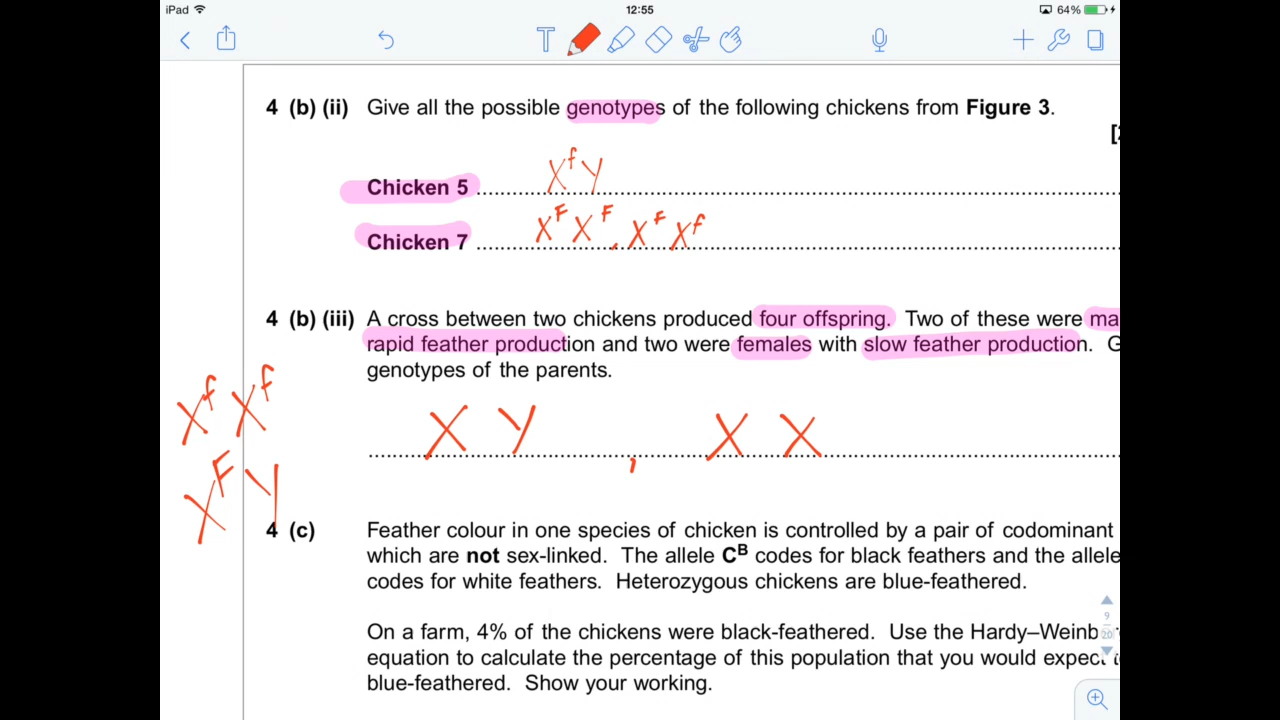 iPad 12:55 64%
4 (b) (ii) Give all the possible genotypes of the following chickens from Figure 3.
[2
X^f Y
Chicken 5
X^F X^F , X^F X^f
Chicken 7
4 (b) (iii) A cross between two chickens produced four offspring. Two of these were ma
rapid feather production and two were females with slow feather production. G
genotypes of the parents.
X^f X^f
X Y , X X
X^F Y
4 (c) Feather colour in one species of chicken is controlled by a pair of codominant
which are not sex-linked. The allele C^B codes for black feathers and the allele
codes for white feathers. Heterozygous chickens are blue-feathered.
9
20
On a farm, 4% of the chickens were black-feathered. Use the Hardy–Weinb
equation to calculate the percentage of this population that you would expect t
blue-feathered. Show your working.